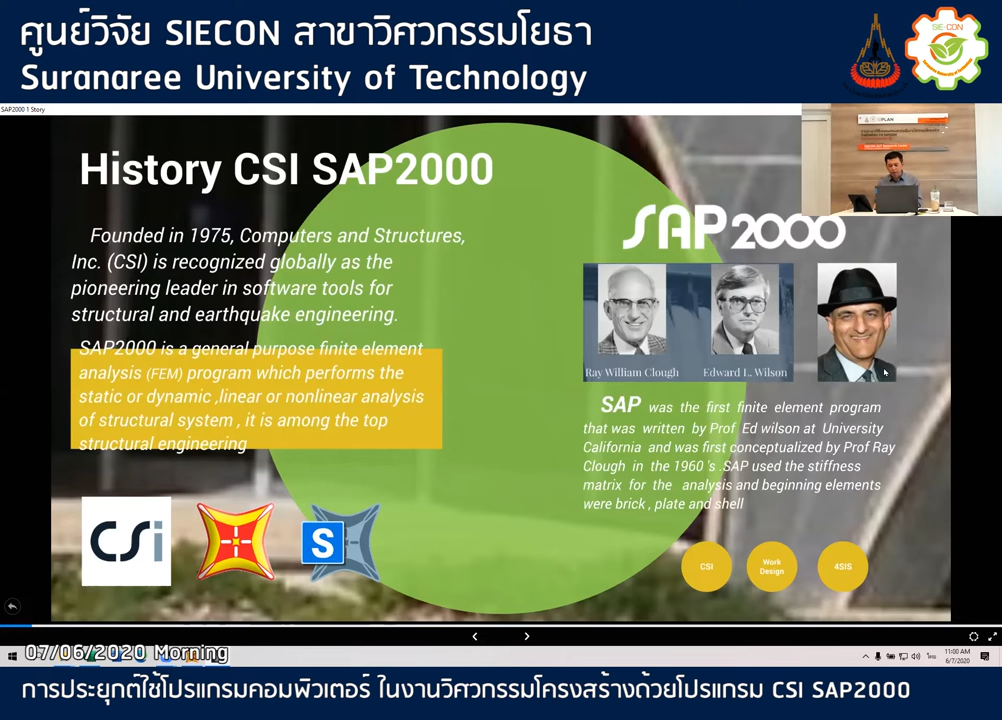 ศูนย์วิจัย SIECON สาขาวิศวกรรมโยธา
Suranaree University of Technology
SIE-CON
SAP2000 1 Story
History CSI SAP2000
Founded in 1975, Computers and Structures,
Inc. (CSI) is recognized globally as the
pioneering leader in software tools for
structural and earthquake engineering.
SAP2000 is a general purpose finite element
analysis (FEM) program which performs the
static or dynamic ,linear or nonlinear analysis
of structural system , it is among the top
structural engineering
CSi
S
SAP2000
Ray William Clough
Edward L. Wilson
SAP was the first finite element program
that was written by Prof Ed wilson at University
California and was first conceptualized by Prof Ray
Clough in the 1960 's .SAP used the stiffness
matrix for the analysis and beginning elements
were brick , plate and shell
CSI
Work
Design
4SIS
07/06/2020 Morning
11:00 AM
6/7/2020
การประยุกต์ใช้โปรแกรมคอมพิวเตอร์ ในงานวิศวกรรมโครงสร้างด้วยโปรแกรม CSI SAP2000